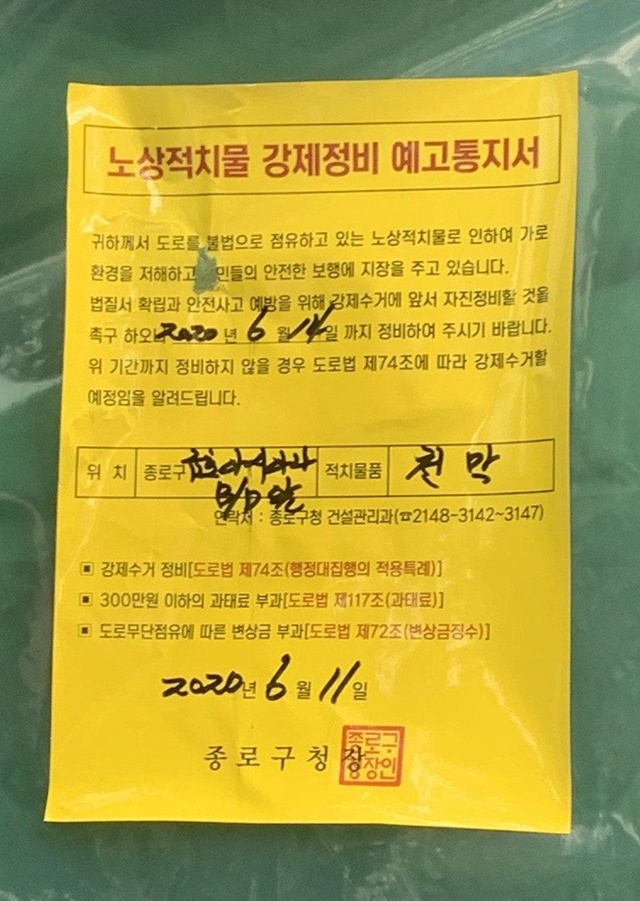 노상적치물 강제정비 예고통지서
귀하께서 도로를 불법으로 점유하고 있는 노상적치물로 인하여 가로
환경을 저해하고 민들의 안전한 보행에 지장을 주고 있습니다.
법질서 확립과 안전사고 예방을 위해 강제수거에 앞서 자진정비할 것을
촉구 하오 2020 년 6 월 14 일 까지 정비하여 주시기 바랍니다.
위 기간까지 정비하지 않을 경우 도로법 제74조에 따라 강제수거할
예정임을 알려드립니다.
위 치 종로구 적치물품 천막
앞
연락처 : 종로구청 건설관리과(☎2148-3142~3147)
▣ 강제수거 정비[도로법 제74조(행정대집행의 적용특례)]
▣ 300만원 이하의 과태료 부과[도로법 제117조(과태료)]
▣ 도로무단점유에 따른 변상금 부과[도로법 제72조(변상금징수)]
2020년 6 월 11 일
종로구청장
종로구
청장인